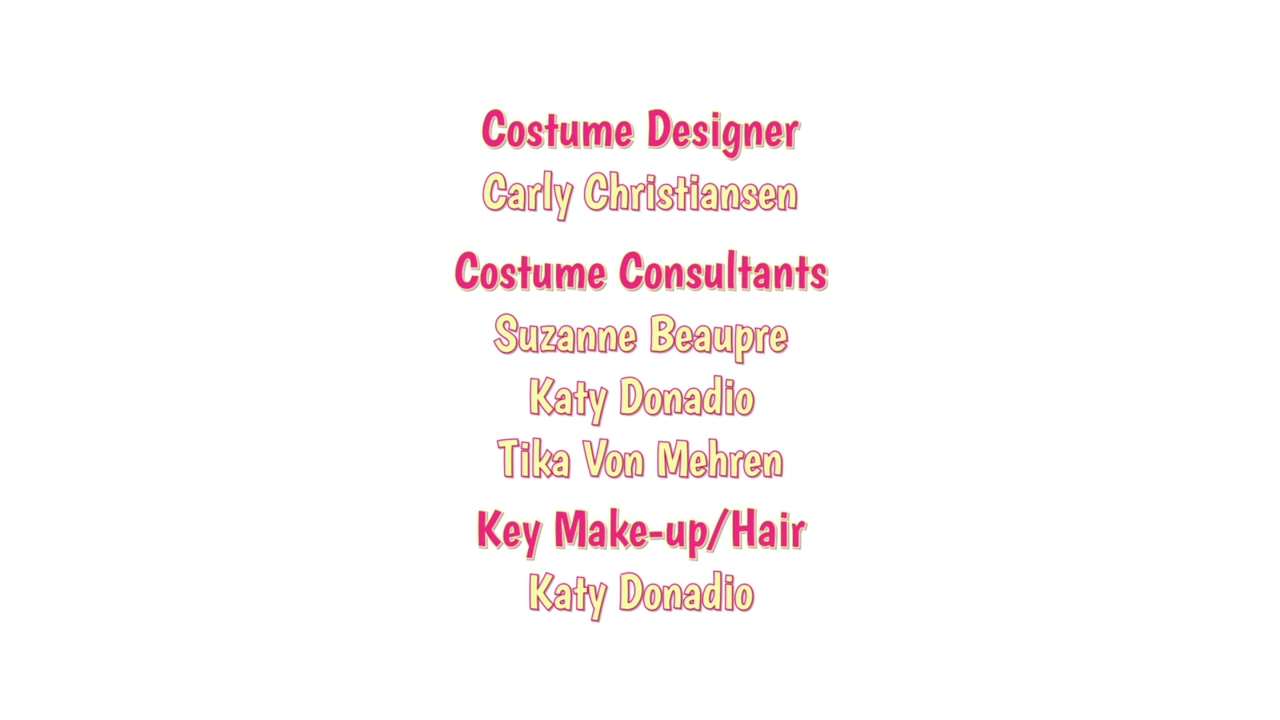 Costume Designer
Carly Christiansen
Costume Consultants
Suzanne Beaupre
Katy Donadio
Tika Von Mehren
Key Make-up/Hair
Katy Donadio